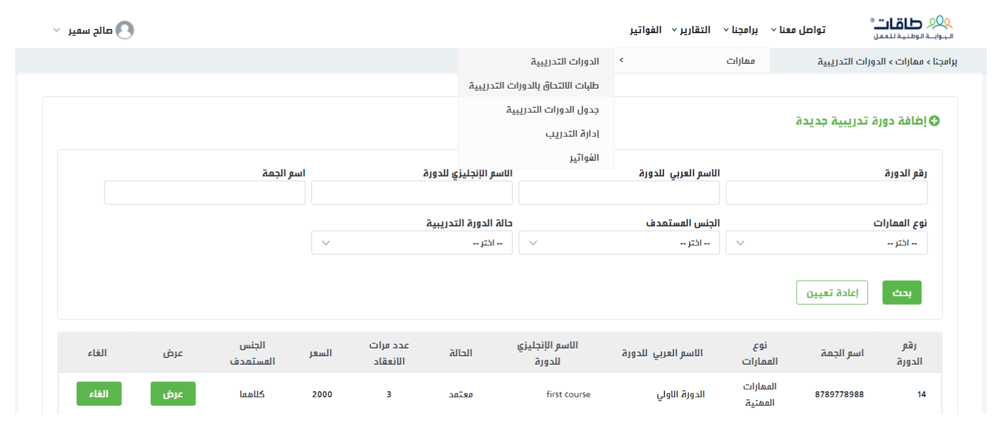 طاقات®
البوابة الوطنية للعمل
تواصل معنا
برامجنا
التقارير
الفواتير
صالح سمير
برامجنا > مهارات > الدورات التدريبية
مهارات
الدورات التدريبية
طلبات الالتحاق بالدورات التدريبية
جدول الدورات التدريبية
إدارة التدريب
الفواتير
إضافة دورة تدريبية جديدة
رقم الدورة
الاسم العربي للدورة
الاسم الإنجليزي للدورة
اسم الجهة
نوع المهارات
الجنس المستهدف
حالة الدورة التدريبية
-- اختر --
-- اختر --
-- اختر --
بحث
إعادة تعيين
رقم الدورة
اسم الجهة
نوع المهارات
الاسم العربي للدورة
الاسم الإنجليزي للدورة
الحالة
عدد مرات الانعقاد
السعر
الجنس المستهدف
عرض
الغاء
14
8789778988
المهارات المهنية
الدورة الاولي
first course
معتمد
3
2000
كلاهما
عرض
الغاء